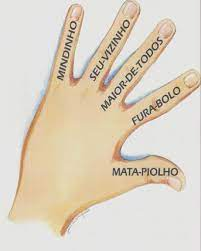 MINDINHO
SEU-VIZINHO
MAIOR-DE-TODOS
FURA-BOLO
MATA-PIOLHO